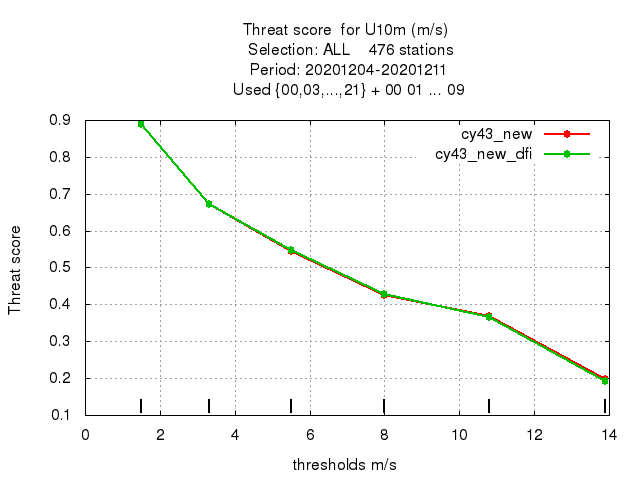 Threat score  for U10m (m/s)
Selection: ALL    476 stations
Period: 20201204-20201211
Used {00,03,...,21} + 00 01 ... 09
cy43_new
cy43_new_dfi
0.9
0.8
0.7
0.6
0.5
0.4
0.3
0.2
0.1
Threat score
0 2 4 6 8 10 12 14
thresholds m/s